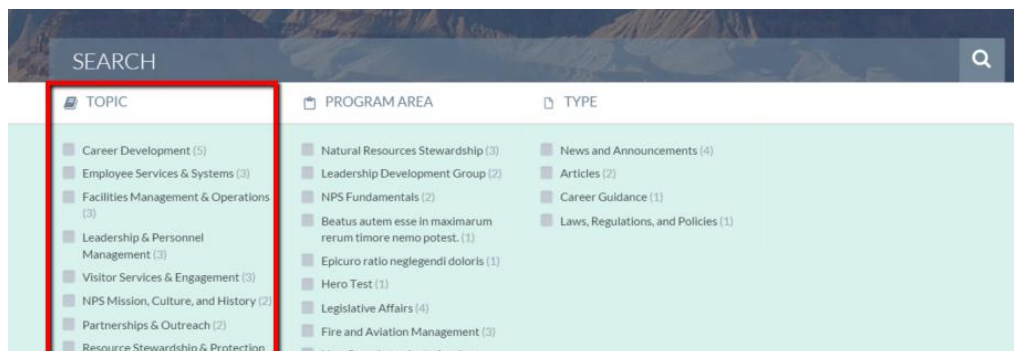 SEARCH
TOPIC
Career Development (5)
Employee Services & Systems (3)
Facilities Management & Operations
(3)
Leadership & Personnel
Management (3)
Visitor Services & Engagement (3)
NPS Mission, Culture, and History (2)
Partnerships & Outreach (2)
Resource Stewardship & Protection
PROGRAM AREA
Natural Resources Stewardship (3)
Leadership Development Group (2)
NPS Fundamentals (2)
Beatus autem esse in maximarum
rerum timore nemo potest. (1)
Epicuro ratio neglegendi doloris (1)
Hero Test (1)
Legislative Affairs (4)
Fire and Aviation Management (3)
TYPE
News and Announcements (4)
Articles (2)
Career Guidance (1)
Laws, Regulations, and Policies (1)